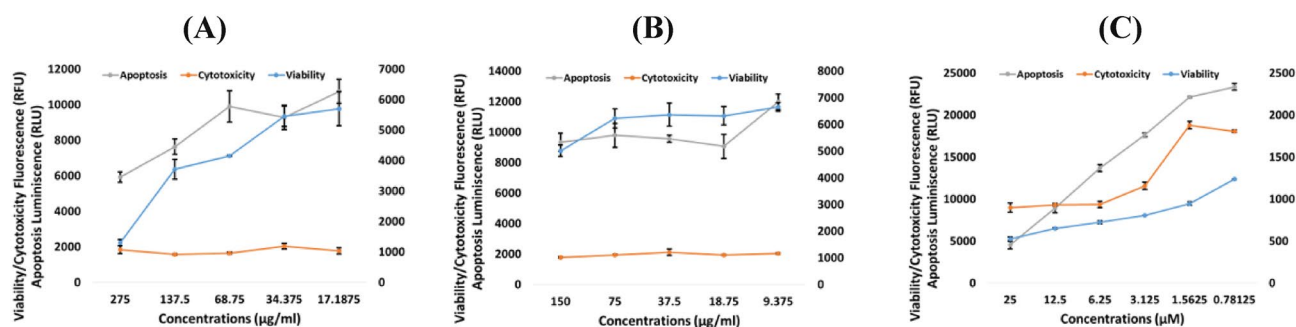 (A)
Viability/Cytotoxicity Fluorescence (RFU)
Apoptosis Luminiscence (RLU)
Apoptosis Cytotoxicity Viability
12000
10000
8000
6000
4000
2000
0
7000
6000
5000
4000
3000
2000
1000
0
275 137.5 68.75 34.375 17.1875
Concentrations (µg/ml)
(B)
Viability/Cytotoxicity Fluorescence (RFU)
Apoptosis Luminiscence (RLU)
Apoptosis Cytotoxicity Viability
14000
12000
10000
8000
6000
4000
2000
0
8000
7000
6000
5000
4000
3000
2000
1000
0
150 75 37.5 18.75 9.375
Concentrations (µg/ml)
(C)
Viability/Cytotoxicity Fluorescence (RFU)
Apoptosis Luminiscence (RLU)
Apoptosis Cytotoxicity Viability
25000
20000
15000
10000
5000
0
2500
2000
1500
1000
500
0
25 12.5 6.25 3.125 1.5625 0.78125
Concentrations (µM)